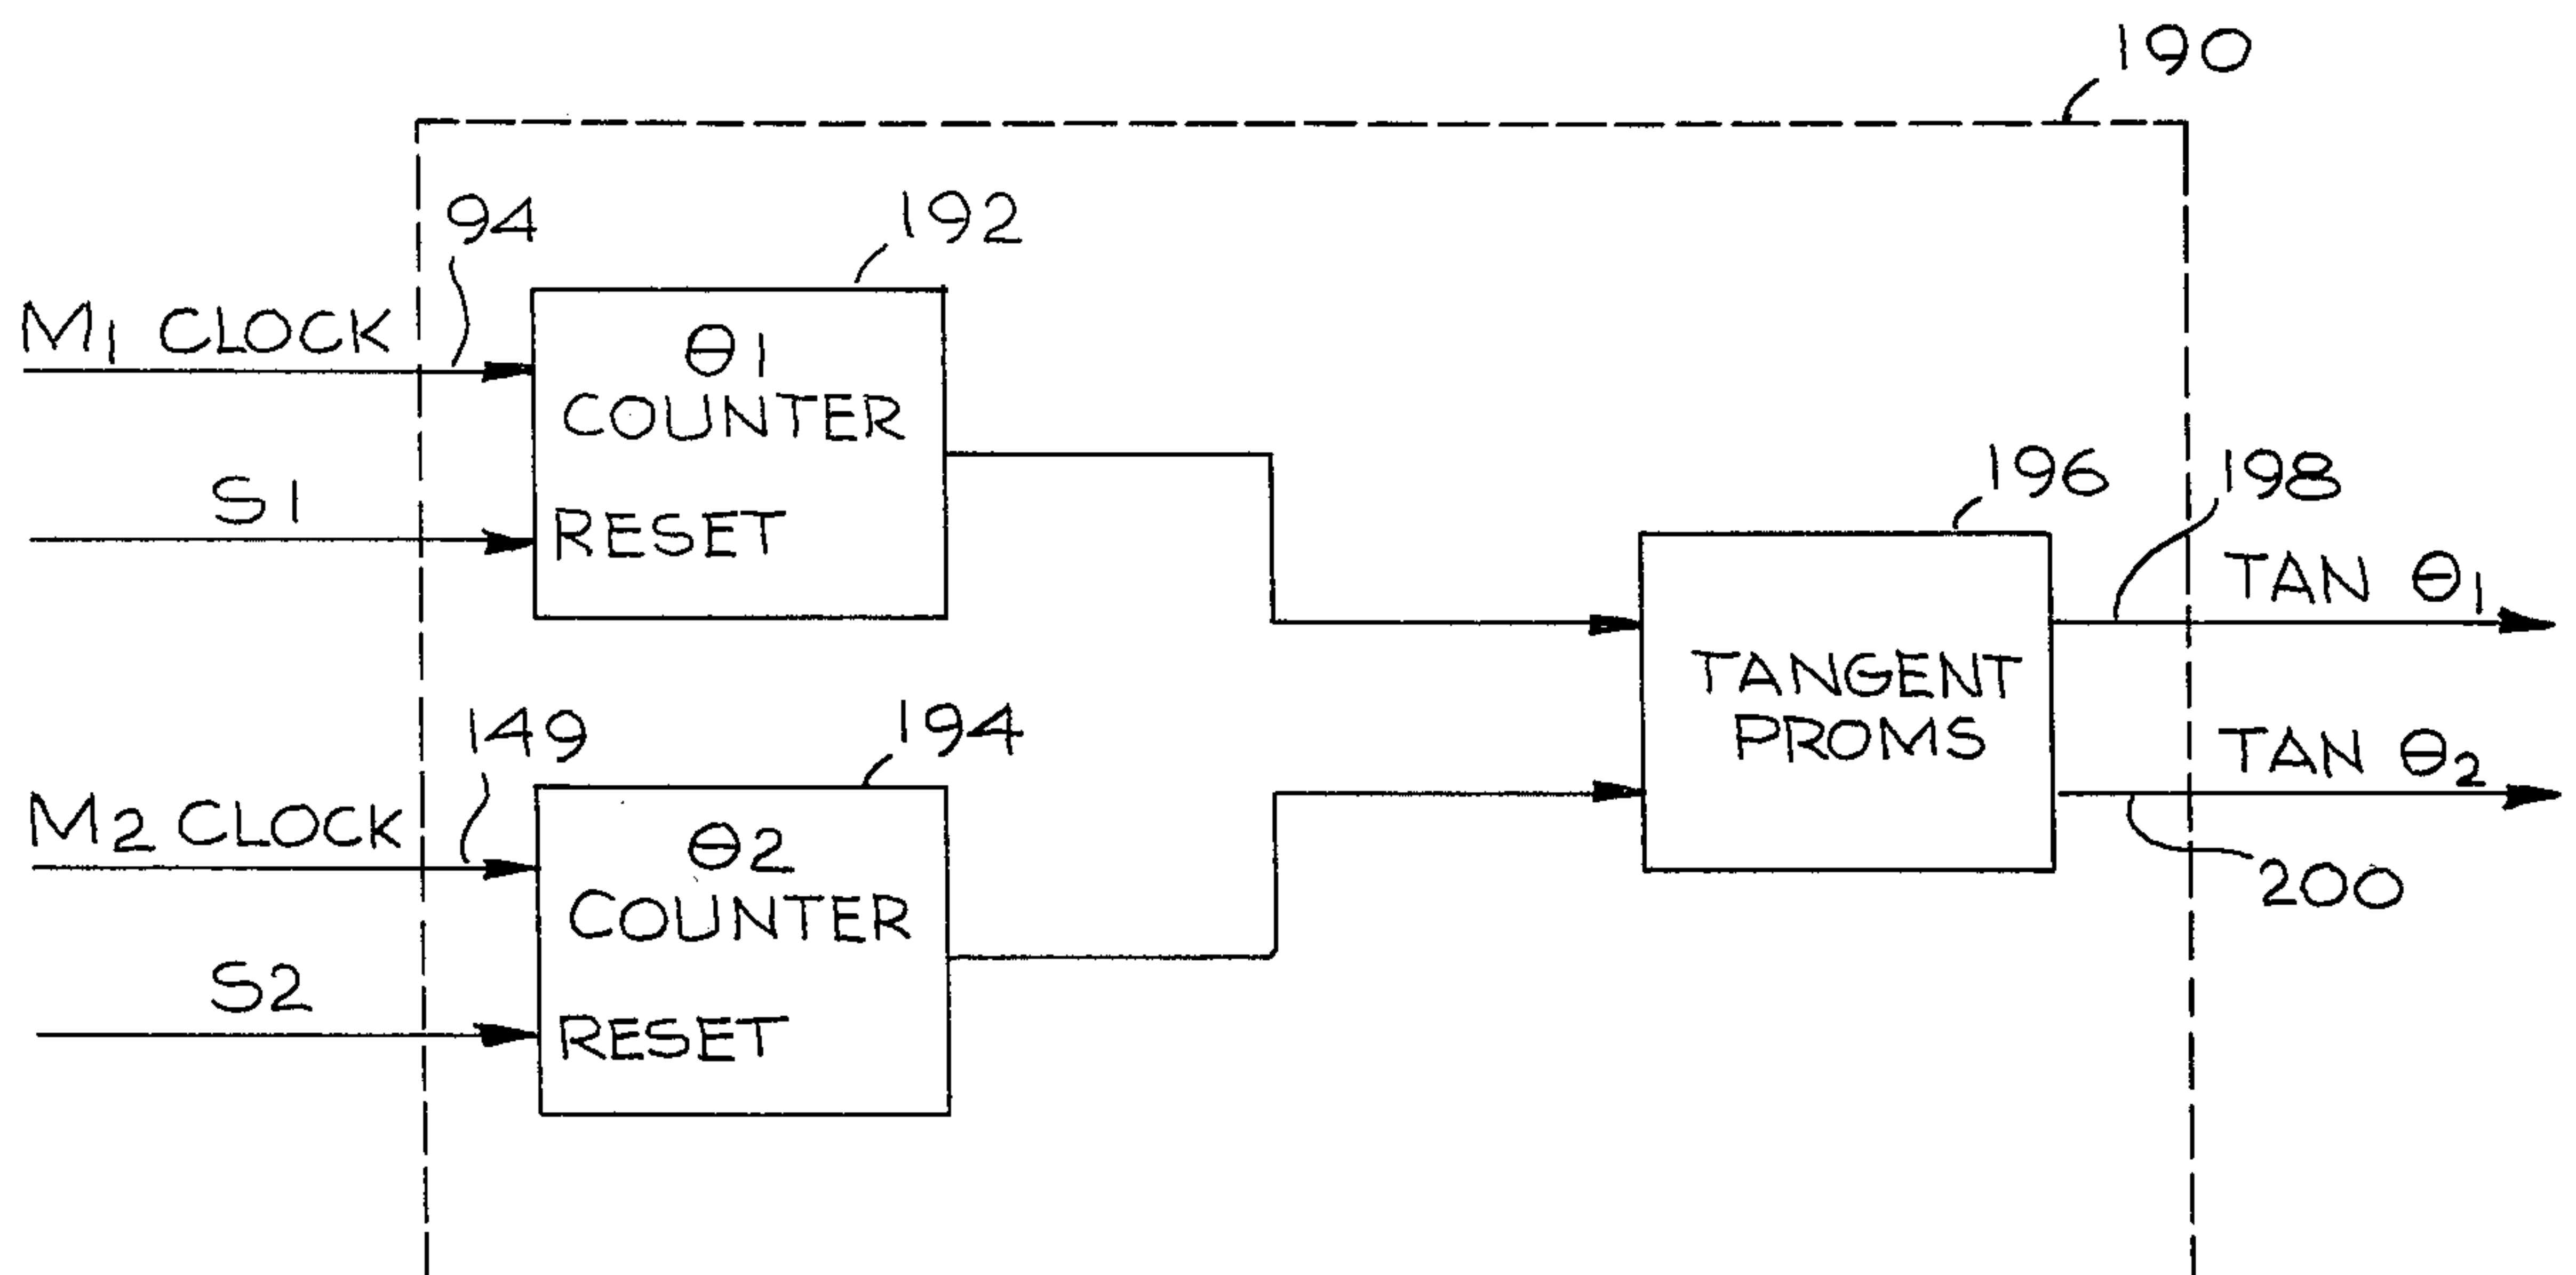 190
94
192
M1 CLOCK
θ1
COUNTER
S1
RESET
196
198
TAN θ1
TANGENT
PROMS
149
194
TAN θ2
M2 CLOCK
θ2
COUNTER
200
S2
RESET